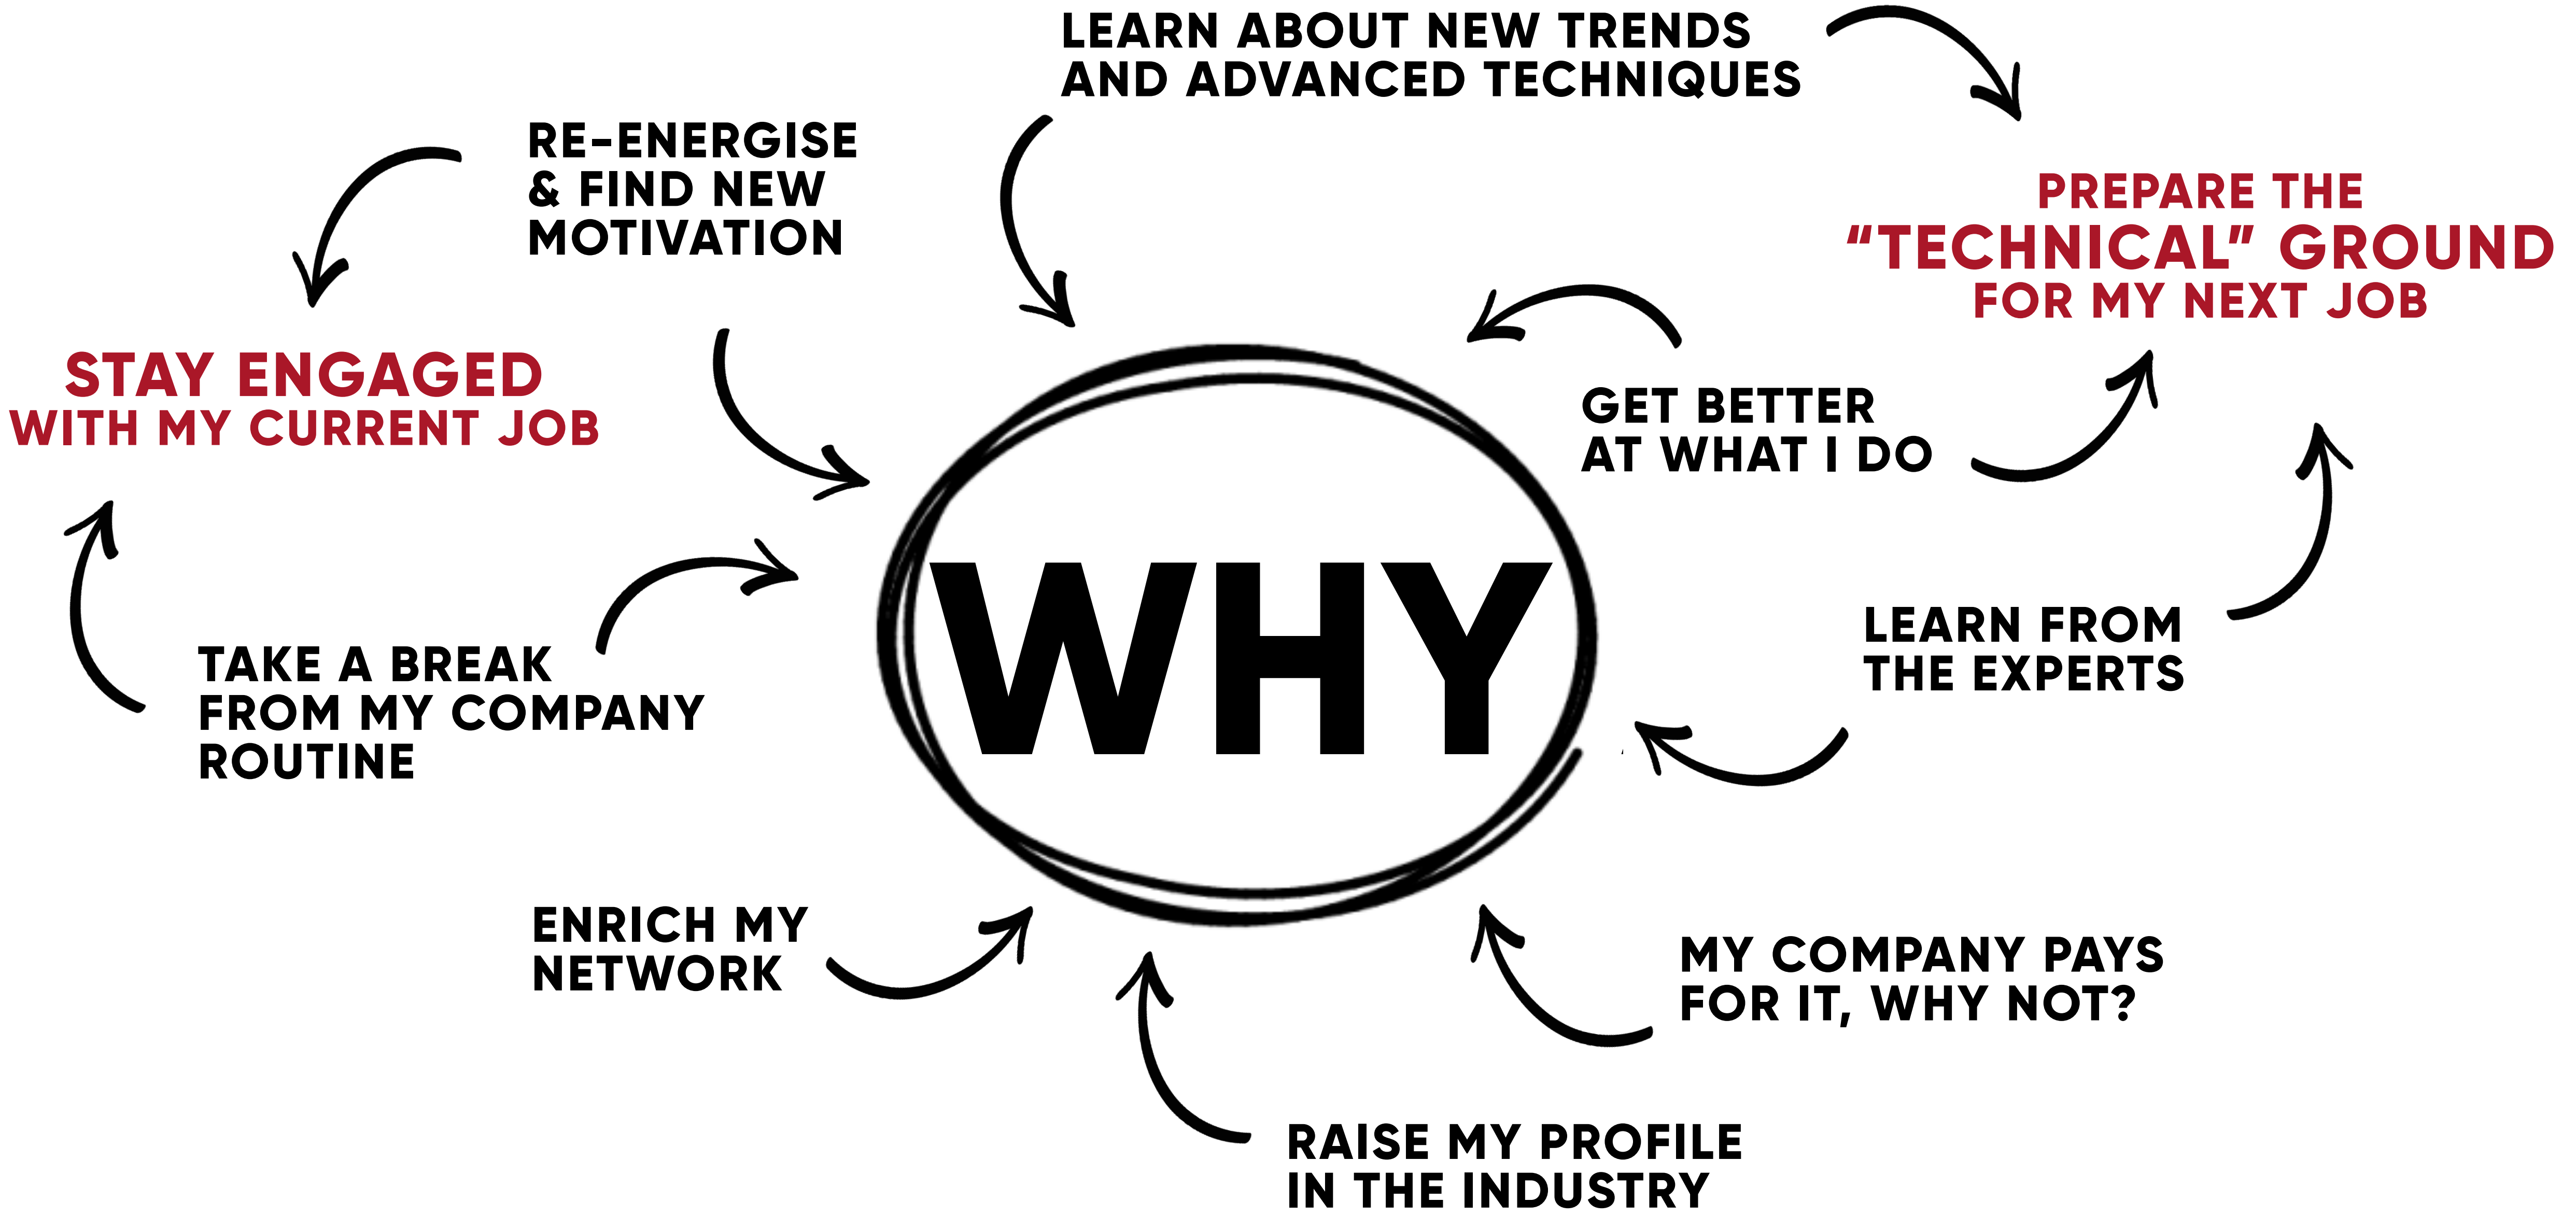 LEARN ABOUT NEW TRENDS
AND ADVANCED TECHNIQUES
RE-ENERGISE
& FIND NEW
MOTIVATION
PREPARE THE
“TECHNICAL” GROUND
FOR MY NEXT JOB
STAY ENGAGED
WITH MY CURRENT JOB
GET BETTER
AT WHAT I DO
WHY
LEARN FROM
THE EXPERTS
TAKE A BREAK
FROM MY COMPANY
ROUTINE
ENRICH MY
NETWORK
MY COMPANY PAYS
FOR IT, WHY NOT?
RAISE MY PROFILE
IN THE INDUSTRY